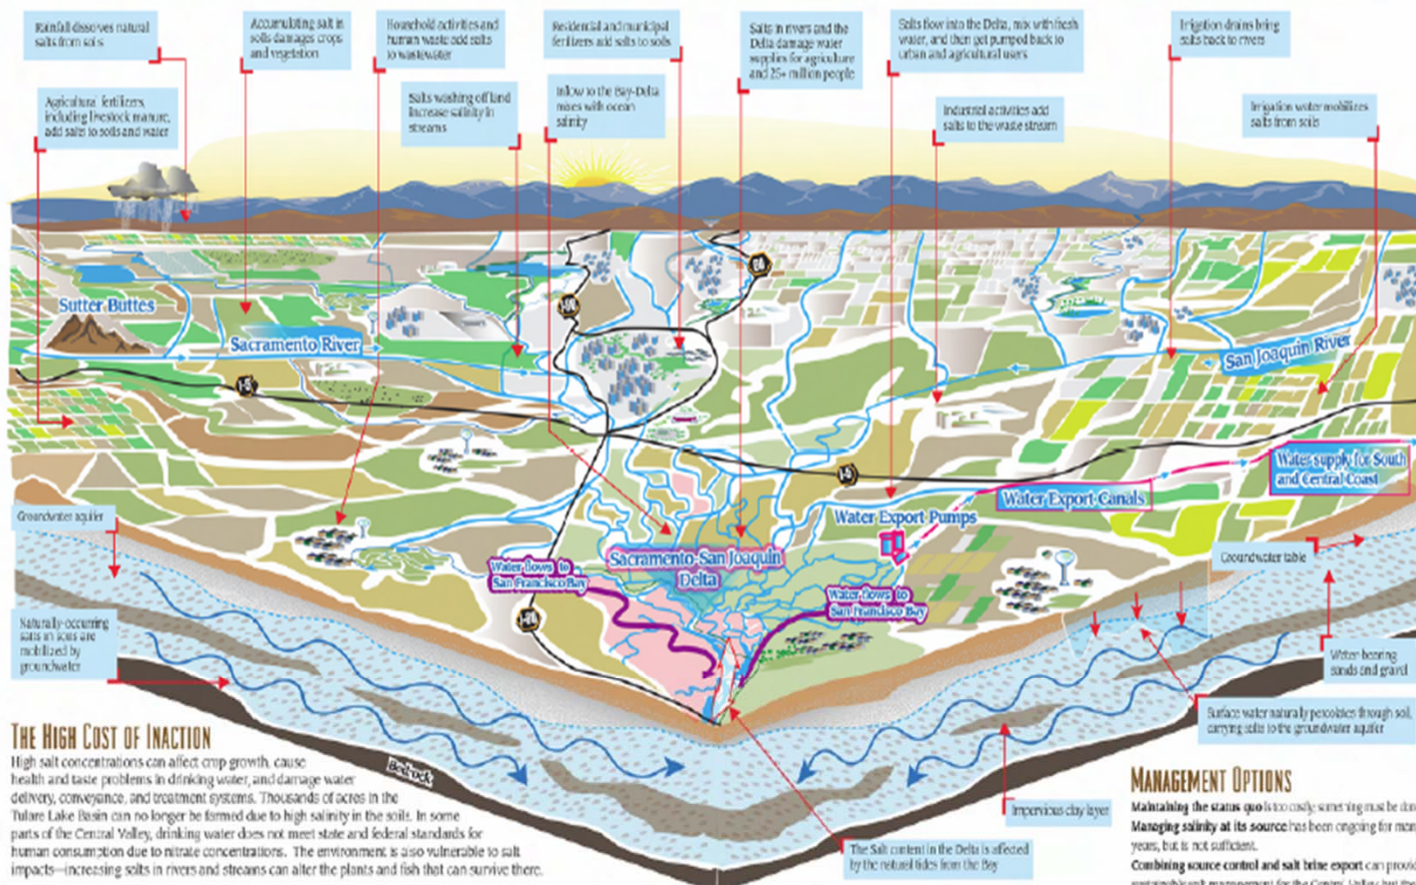 Rainfall dissolves natural
salts from soils
Accumulating salt in
soils damages crops
and vegetation
Household activities and
human waste add salts
to wastewater
Residential and municipal
fertilizers add salts to soils
Salts in rivers and the
Delta damage water
supplies for agriculture
and 25+ million people
Salts flow into the Delta, mix with fresh
water, and then get pumped back to
urban and agricultural users
Irrigation drains bring
salts back to rivers
Agricultural fertilizers,
including livestock manure,
add salts to soils and water
Salts washing off land
increase salinity in
streams
Inflow to the Bay-Delta
mixes with ocean
salinity
Industrial activities add
salts to the waste stream
Irrigation water mobilizes
salts from soils
80
I-80
Sutter Buttes
Sacramento River
San Joaquin River
I-5
I-5
Water supply for South
and Central Coast
Water Export Canals
Water Export Pumps
Groundwater aquifer
Sacramento-San Joaquin
Delta
Water flows to
San Francisco Bay
Water flows to
San Francisco Bay
I-80
Groundwater table
Naturally-occurring
salts in soils are
mobilized by
groundwater
Water bearing
sands and gravel
Surface water naturally percolates through soil,
carrying salts to the groundwater aquifer
Bedrock
Impervious clay layer
The Salt content in the Delta is affected
by the natural tides from the Bay
THE HIGH COST OF INACTION
High salt concentrations can affect crop growth, cause
health and taste problems in drinking water, and damage water
delivery, conveyance, and treatment systems. Thousands of acres in the
Tulare Lake Basin can no longer be farmed due to high salinity in the soils. In some
parts of the Central Valley, drinking water does not meet state and federal standards for
human consumption due to nitrate concentrations. The environment is also vulnerable to salt
impacts—increasing salts in rivers and streams can alter the plants and fish that can survive there.
MANAGEMENT OPTIONS
Maintaining the status quo is too costly; something must be
Managing salinity at its source has been ongoing for
years, but is not sufficient.
Combining source control and salt brine export can